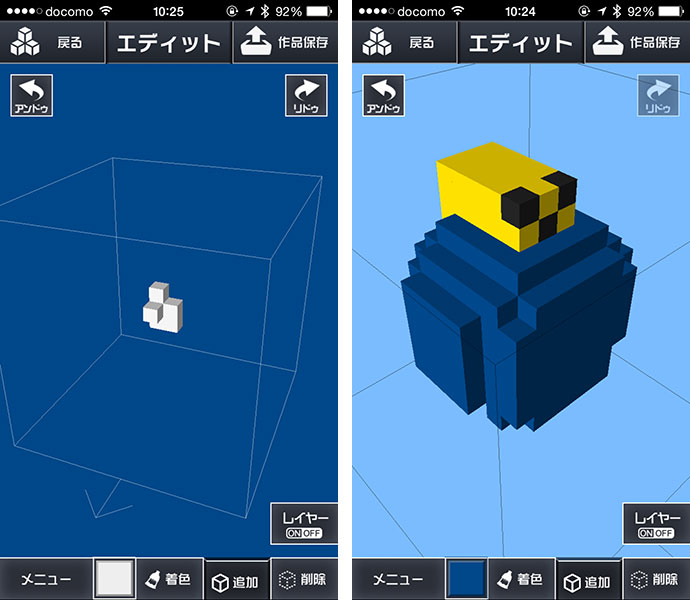 docomo 10:25 92%
戻る エディット 作品保存
アンドゥ リドゥ
レイヤー
ON OFF
メニュー 着色 追加 削除
docomo 10:24 92%
戻る エディット 作品保存
アンドゥ リドゥ
レイヤー
ON OFF
メニュー 着色 追加 削除